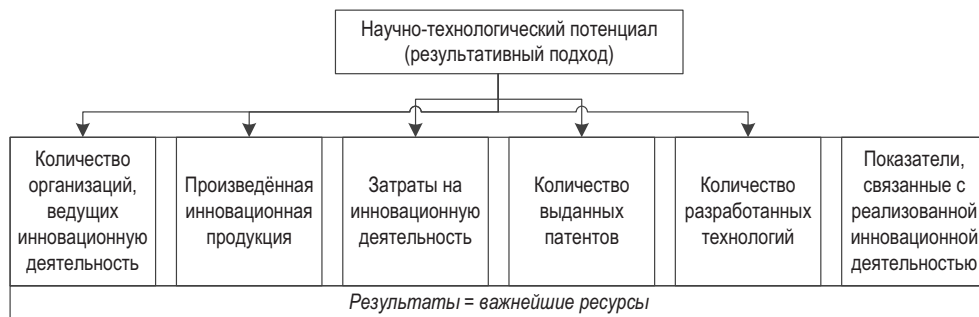 Научно-технологический потенциал
(результативный подход)
Количество
организаций,
ведущих
инновационную
деятельность
Произведённая
инновационная
продукция
Затраты на
инновационную
деятельность
Количество
выданных
патентов
Количество
разработанных
технологий
Показатели,
связанные с
реализованной
инновационной
деятельностью
Результаты = важнейшие ресурсы